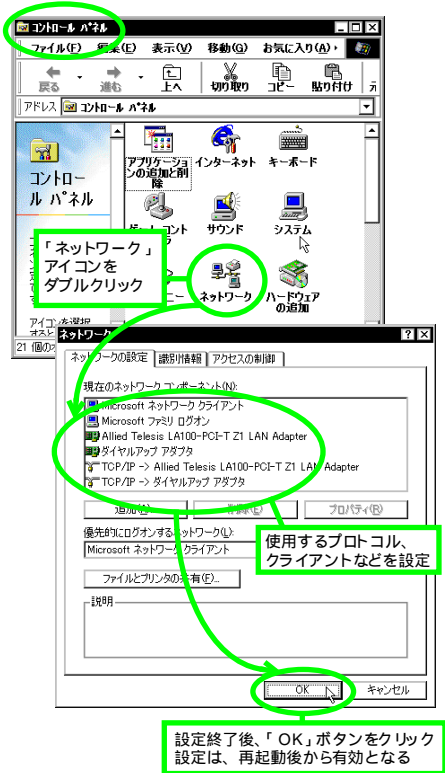 コントロール パネル
ファイル(F) 編集(E) 表示(V) 移動(G) お気に入り(A)
戻る 進む 上へ 切り取り コピー 貼り付け
アドレス コントロール パネル
コントロール パネル
アプリケーションの追加と削除
インターネット
キーボード
サウンド
システム
ネットワーク
ハードウェアの追加
「ネットワーク」
アイコンを
ダブルクリック
アイコンを選択
すると
21 個の
ネットワーク
ネットワークの設定 識別情報 アクセスの制御
現在のネットワーク コンポーネント(N):
Microsoft ネットワーク クライアント
Microsoft ファミリ ログオン
Allied Telesis LA100-PCI-T Z1 LAN Adapter
ダイヤルアップ アダプタ
TCP/IP -> Allied Telesis LA100-PCI-T Z1 LAN Adapter
TCP/IP -> ダイヤルアップ アダプタ
追加(A)... 削除(E) プロパティ(R)
優先的にログオンするネットワーク(L):
Microsoft ネットワーク クライアント
使用するプロトコル、
クライアントなどを設定
ファイルとプリンタの共有(F)...
説明
OK キャンセル
設定終了後、「OK」ボタンをクリック
設定は、再起動後から有効となる